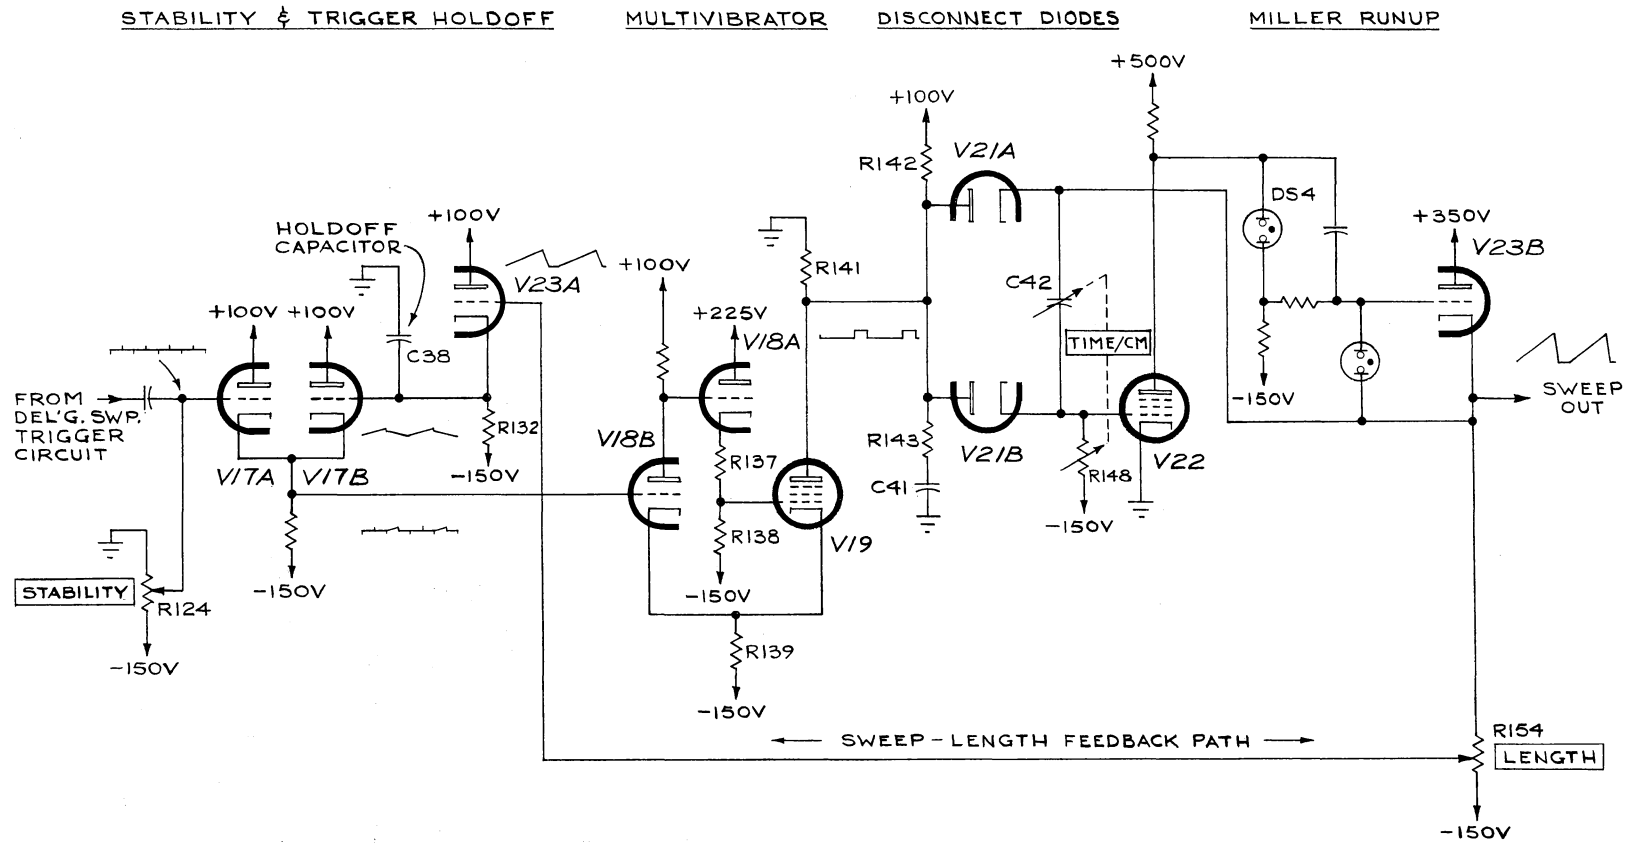 STABILITY & TRIGGER HOLDOFF
MULTIVIBRATOR
DISCONNECT DIODES
MILLER RUNUP
+500V
+100V
V21A
R142
DS4
+350V
V23B
HOLDOFF
CAPACITOR
+100V
V23A
+100V
R141
C42
+100V
+100V
+225V
V18A
C38
TIME/CM
-150V
SWEEP
OUT
FROM
DEL'G. SWP.
TRIGGER
CIRCUIT
R132
V18B
R143
V21B
V22
V17A
V17B
-150V
R137
R148
C41
-150V
R138
V19
STABILITY
R124
-150V
-150V
-150V
R139
-150V
SWEEP-LENGTH FEEDBACK PATH
R154
LENGTH
-150V